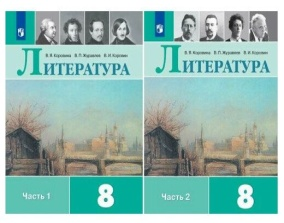 В. Я. Коровина В. П. Журавлев В. И. Коровин
ЛИТЕРАТУРА
Часть 1
8
В. Я. Коровина В. П. Журавлев В. И. Коровин
ЛИТЕРАТУРА
Часть 2
8